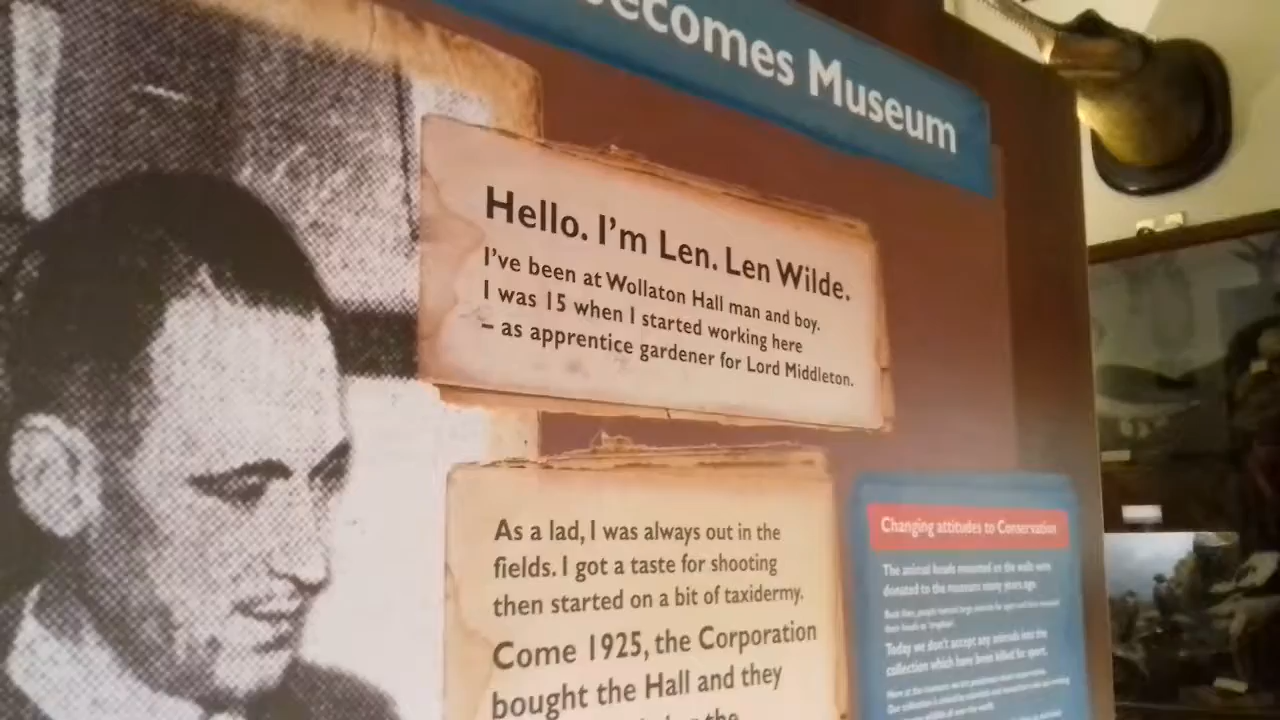 ecomes Museum
Hello. I'm Len. Len Wilde.
I've been at Wollaton Hall man and boy.
I was 15 when I started working here
– as apprentice gardener for Lord Middleton.
As a lad, I was always out in the
fields. I got a taste for shooting
then started on a bit of taxidermy.
Come 1925, the Corporation
bought the Hall and they
the
Changing attitudes to Conservation
The animal heads mounted on the walls were
donated to the museum many years ago.
Today we don't accept any animals into the
collection which have been killed for sport.